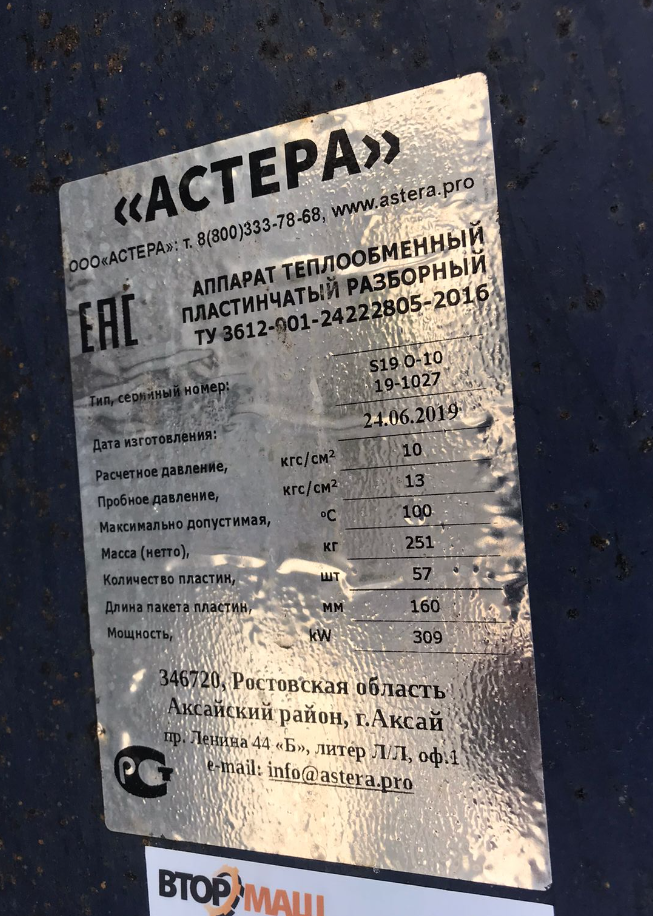 «АСТЕРА»
ООО«АСТЕРА»: т. 8(800)333-78-68, www.astera.pro
EAC
АППАРАТ ТЕПЛООБМЕННЫЙ
ПЛАСТИНЧАТЫЙ РАЗБОРНЫЙ
ТУ 3612-001-24222805-2016
Тип, серийный номер: S19 O-10
19-1027
Дата изготовления: 24.06.2019
Расчетное давление, кгс/см² 10
Пробное давление, кгс/см² 13
Максимально допустимая, °C 100
Масса (нетто), кг 251
Количество пластин, шт 57
Длина пакета пластин, мм 160
Мощность, kW 309
346720, Ростовская область
Аксайский район, г.Аксай
пр. Ленина 44 «Б», литер Л/Л, оф.1
e-mail: info@astera.pro
РСТ
ВТОРМАШ